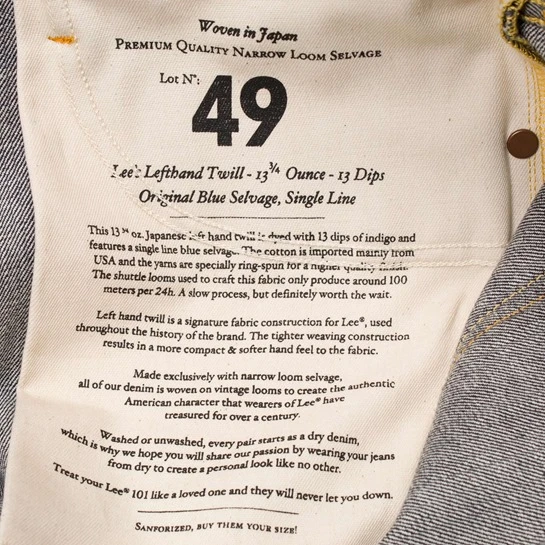 Woven in Japan
Premium Quality Narrow Loom Selvage
Lot Nº:
49
Lee's Lefthand Twill - 13 3/4 Ounce - 13 Dips
Original Blue Selvage, Single Line
This 13 3/4 oz. Japanese left hand twill is dyed with 13 dips of indigo and
features a single line blue selvage. The cotton is imported mainly from
USA and the yarns are specially ring-spun for a higher quality finish.
The shuttle looms used to craft this fabric only produce around 100
meters per 24h. A slow process, but definitely worth the wait.
Left hand twill is a signature fabric construction for Lee®, used
throughout the history of the brand. The tighter weaving construction
results in a more compact & softer hand feel to the fabric.
Made exclusively with narrow loom selvage,
all of our denim is woven on vintage looms to create the authentic
American character that wearers of Lee® have
treasured for over a century.
Washed or unwashed, every pair starts as a dry denim,
which is why we hope you will share our passion by wearing your jeans
from dry to create a personal look like no other.
Treat your Lee® 101 like a loved one and they will never let you down.
Sanforized, buy them your size!